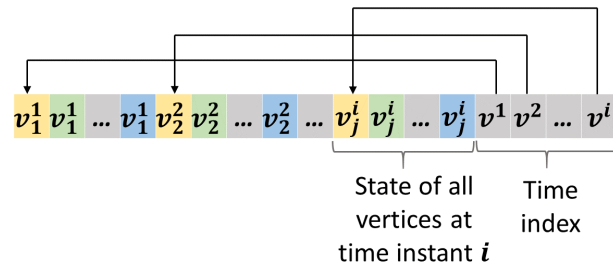 v₁¹ v₁¹ ... v₁¹ v₂² v₂² ... v₂² ... vⱼⁱ vⱼⁱ ... vⱼⁱ v¹ v² ... vⁱ
State of all
vertices at
time instant i
Time
index